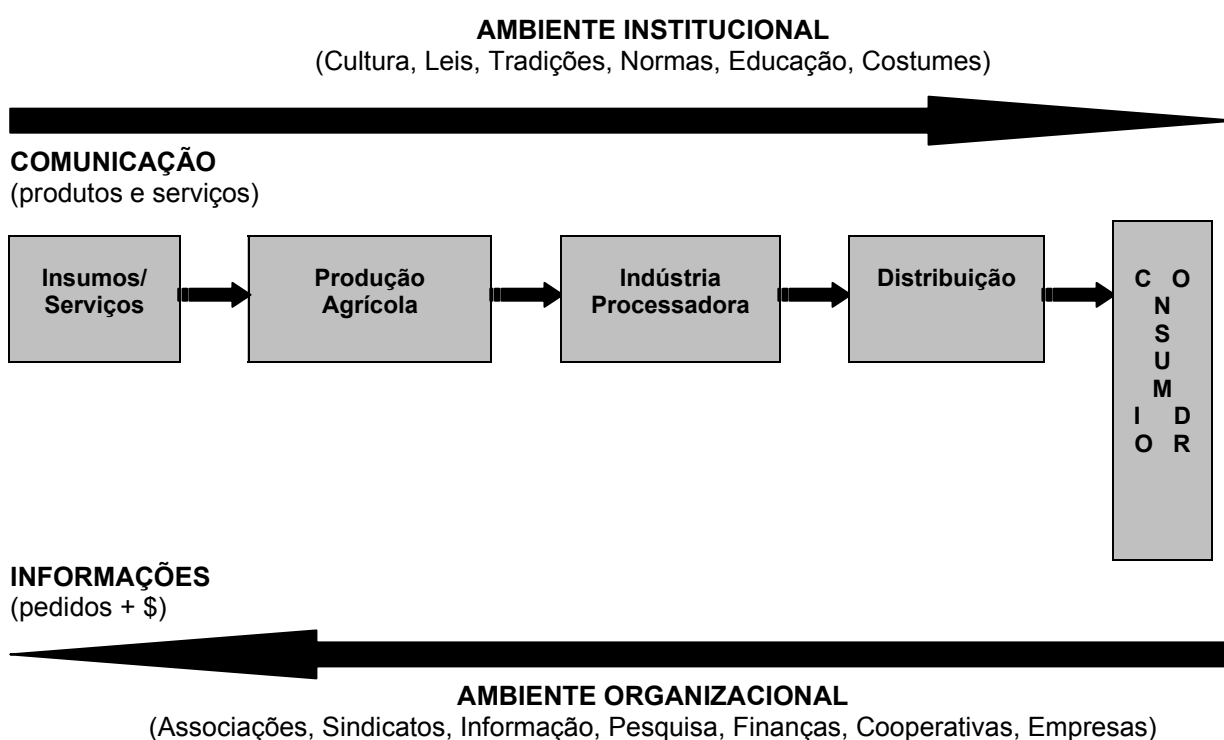 AMBIENTE INSTITUCIONAL
(Cultura, Leis, Tradições, Normas, Educação, Costumes)
COMUNICAÇÃO
(produtos e serviços)
Insumos/
Serviços
Produção
Agrícola
Indústria
Processadora
Distribuição
C O
N
S
U
M
I D
O R
INFORMAÇÕES
(pedidos + $)
AMBIENTE ORGANIZACIONAL
(Associações, Sindicatos, Informação, Pesquisa, Finanças, Cooperativas, Empresas)